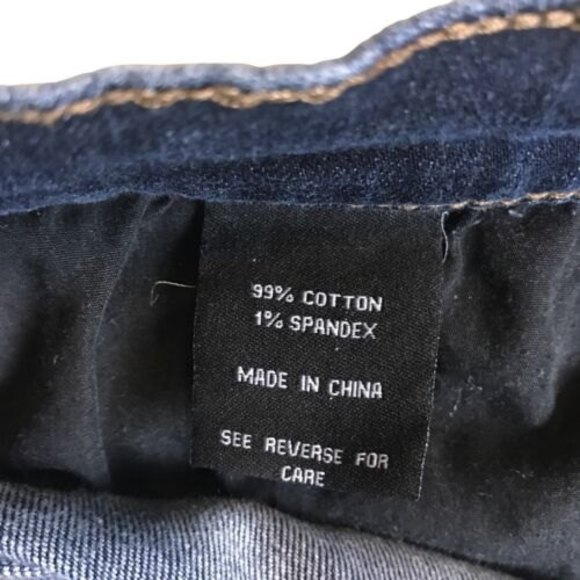 99% COTTON
1% SPANDEX
MADE IN CHINA
SEE REVERSE FOR
CARE